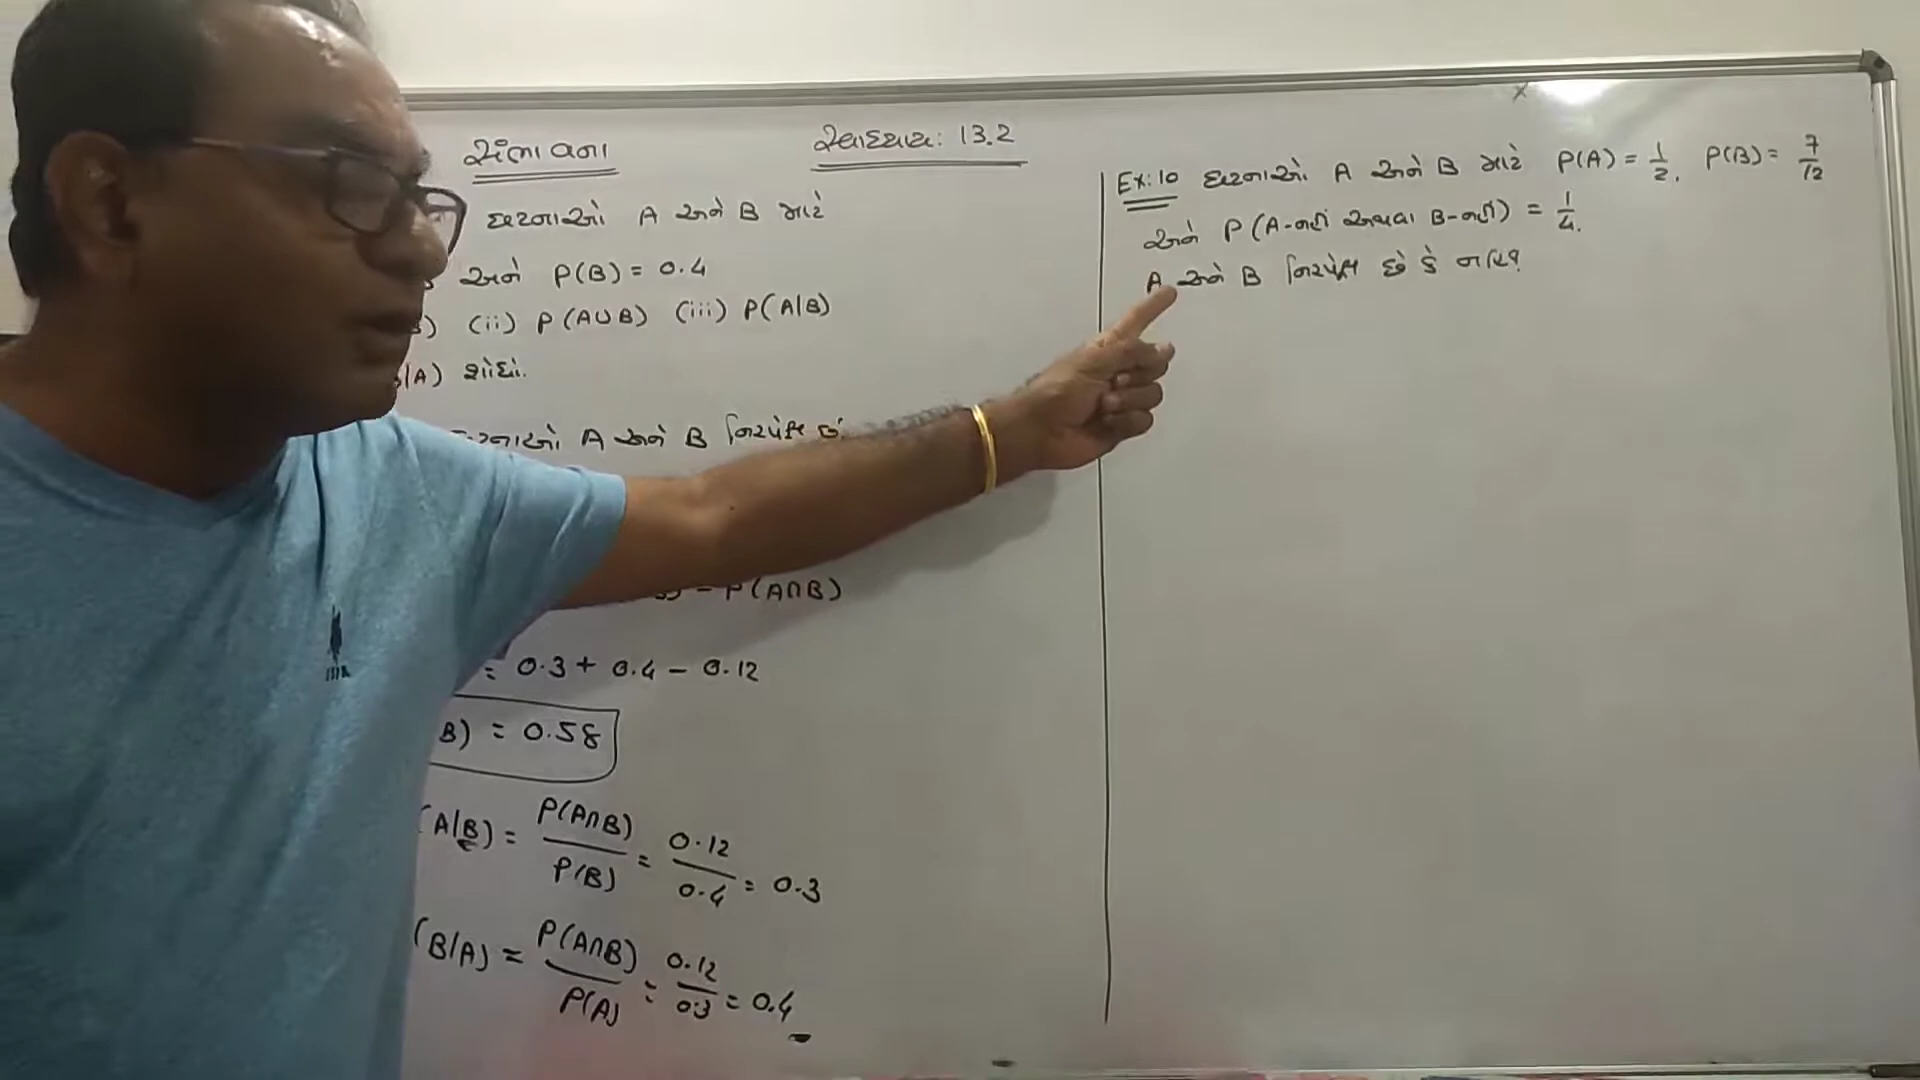 સંભાવના
સ્વાધ્યાય: 13.2
ઘટનાઓ A અને B માટે
અને P(B) = 0.4
B) (ii) P(A∪B) (iii) P(A|B)
B|A) શોધો.
ઘટનાઓ A અને B નિરપેક્ષ છે.
B) - P(A∩B)
= 0.3 + 0.4 - 0.12
B) = 0.58
(A|B) = P(A∩B)/P(B) = 0.12/0.4 = 0.3
(B|A) = P(A∩B)/P(A) = 0.12/0.3 = 0.4
Ex: 10 ઘટનાઓ A અને B માટે P(A) = 1/2, P(B) = 7/12
અને P(A-નહીં અથવા B-નહીં) = 1/4.
A અને B નિરપેક્ષ છે કે નહિ?